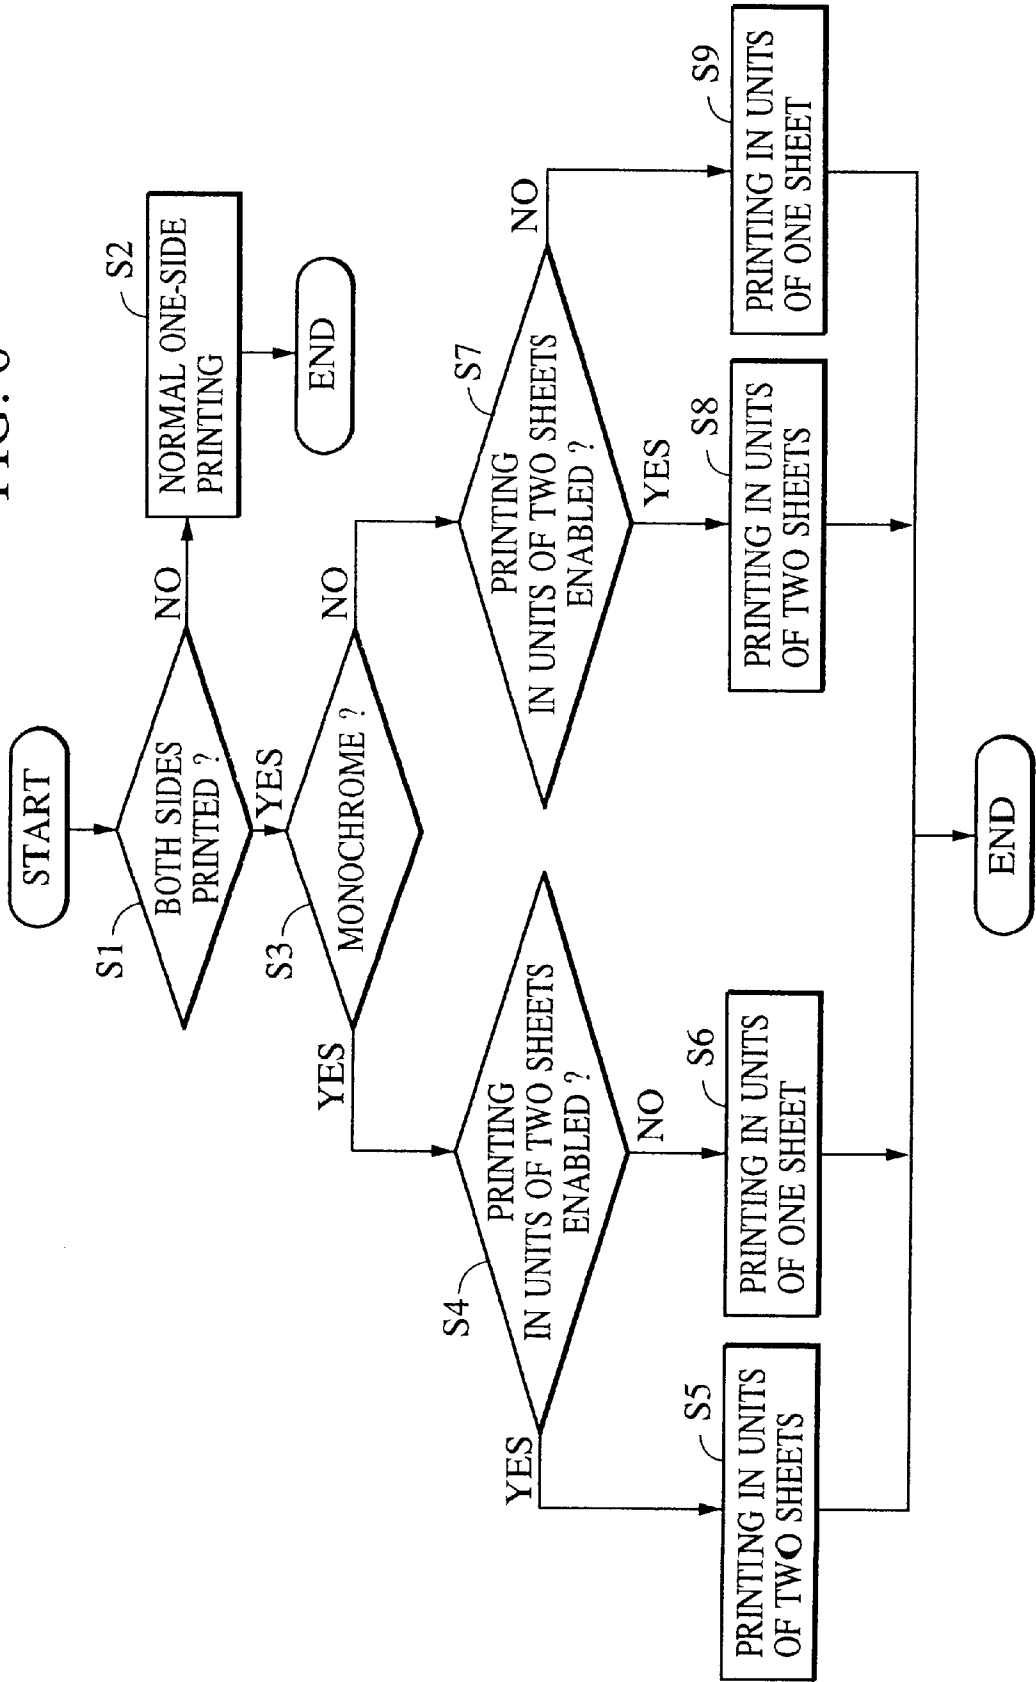 START
S1
BOTH SIDES
PRINTED ?
NO
S2
NORMAL ONE-SIDE
PRINTING
END
YES
S3
MONOCHROME ?
YES
NO
S4
PRINTING
IN UNITS OF TWO SHEETS
ENABLED ?
YES
NO
S7
PRINTING
IN UNITS OF TWO SHEETS
ENABLED ?
YES
NO
S5
PRINTING IN UNITS
OF TWO SHEETS
S6
PRINTING IN UNITS
OF ONE SHEET
S8
PRINTING IN UNITS
OF TWO SHEETS
S9
PRINTING IN UNITS
OF ONE SHEET
END